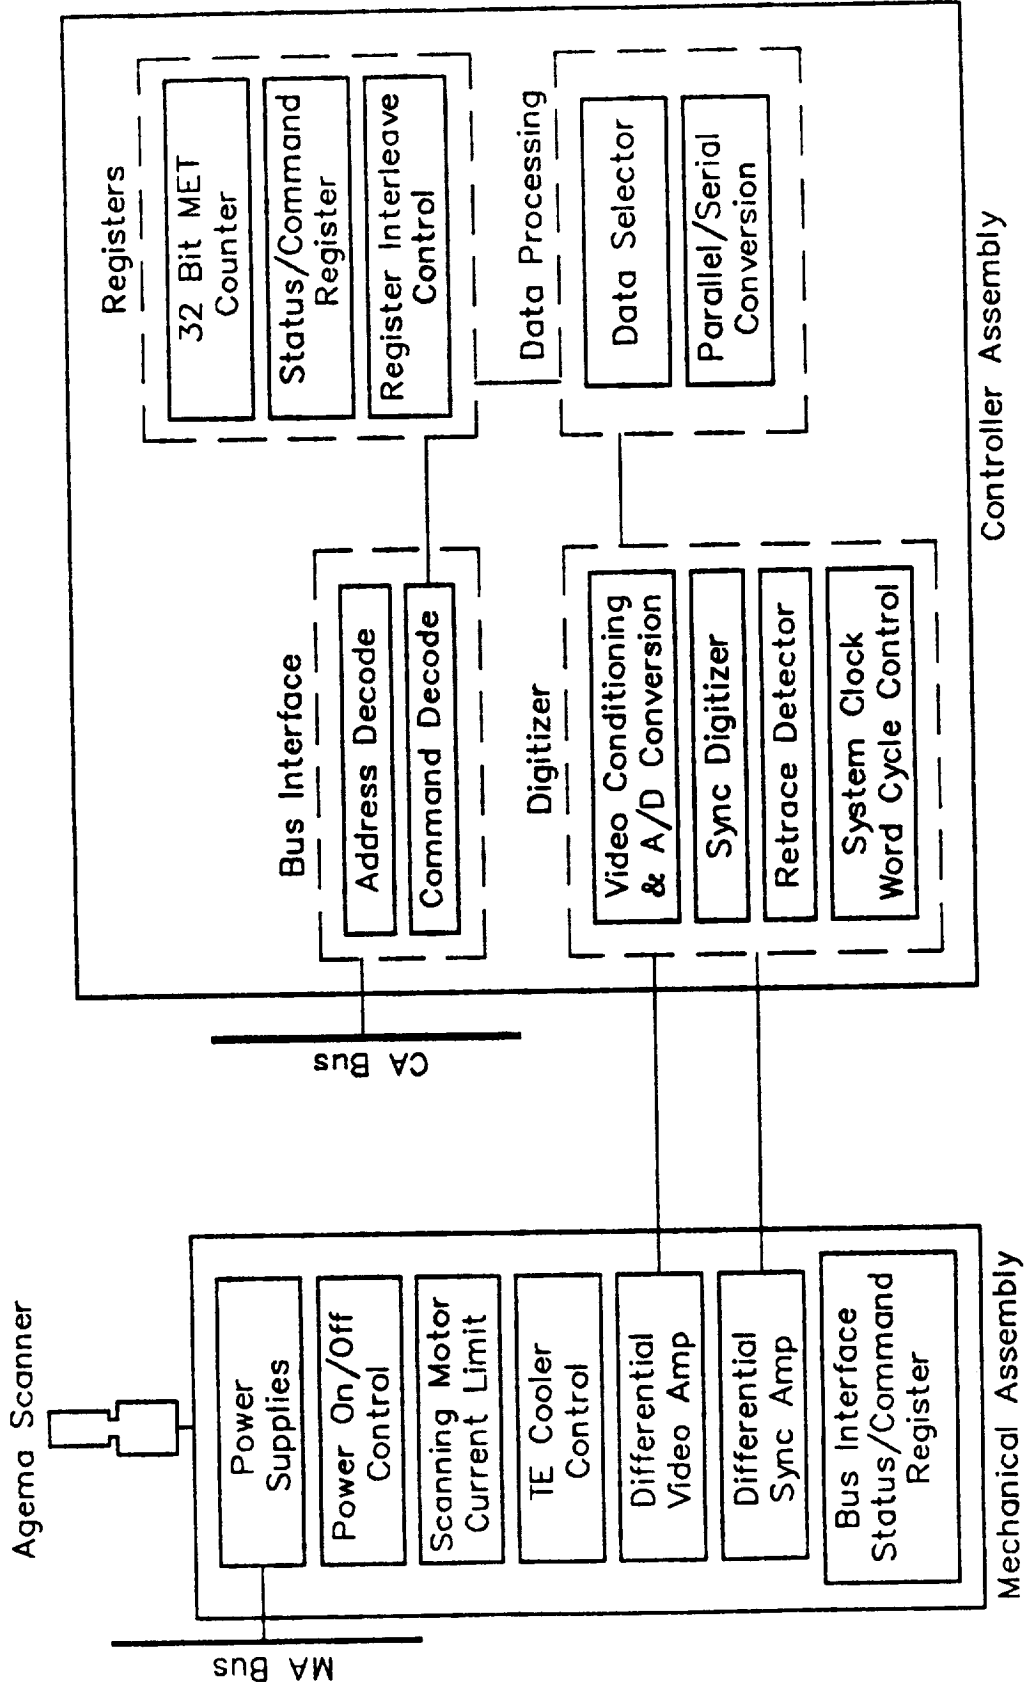 Agema Scanner
MA Bus
Power
Supplies
Power On/Off
Control
Scanning Motor
Current Limit
TE Cooler
Control
Differential
Video Amp
Differential
Sync Amp
Bus Interface
Status/Command
Register
Mechanical Assembly
CA Bus
Bus Interface
Address Decode
Command Decode
Digitizer
Video Conditioning
& A/D Conversion
Sync Digitizer
Retrace Detector
System Clock
Word Cycle Control
Registers
32 Bit MET
Counter
Status/Command
Register
Register Interleave
Control
Data Processing
Data Selector
Parallel/Serial
Conversion
Controller Assembly